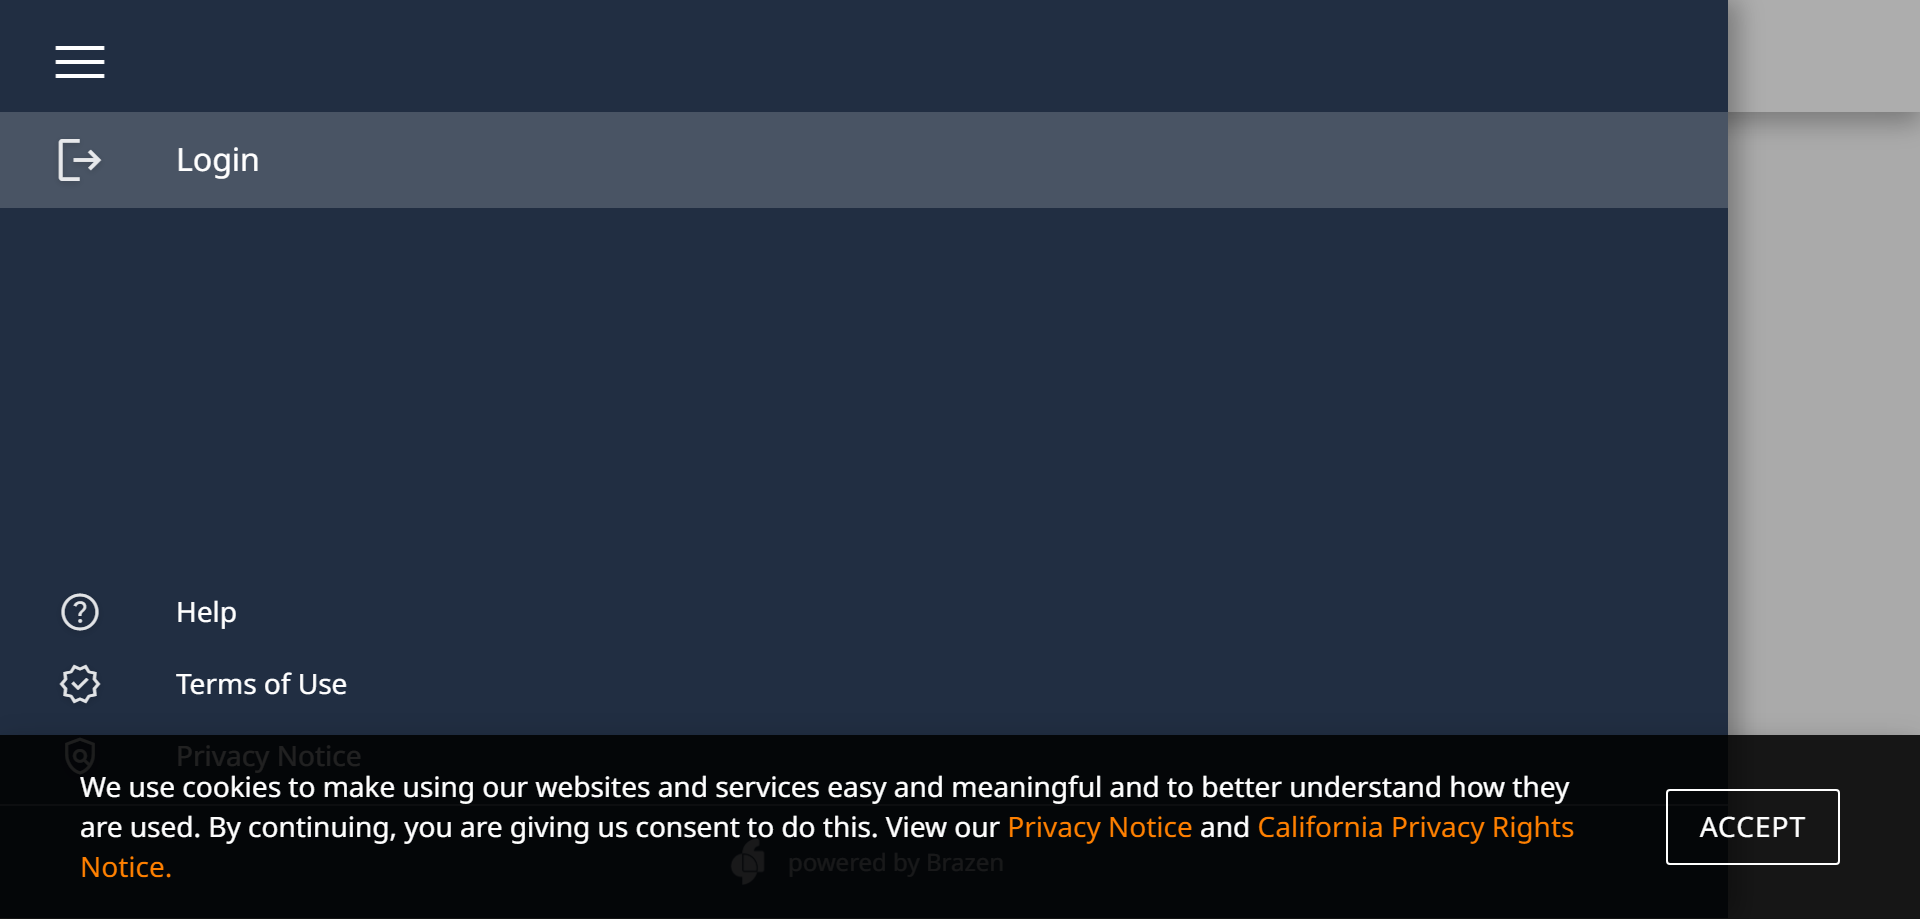 Login
Help
Terms of Use
Privacy Notice
We use cookies to make using our websites and services easy and meaningful and to better understand how they
are used. By continuing, you are giving us consent to do this. View our Privacy Notice and California Privacy Rights
Notice.
ACCEPT
powered by Brazen